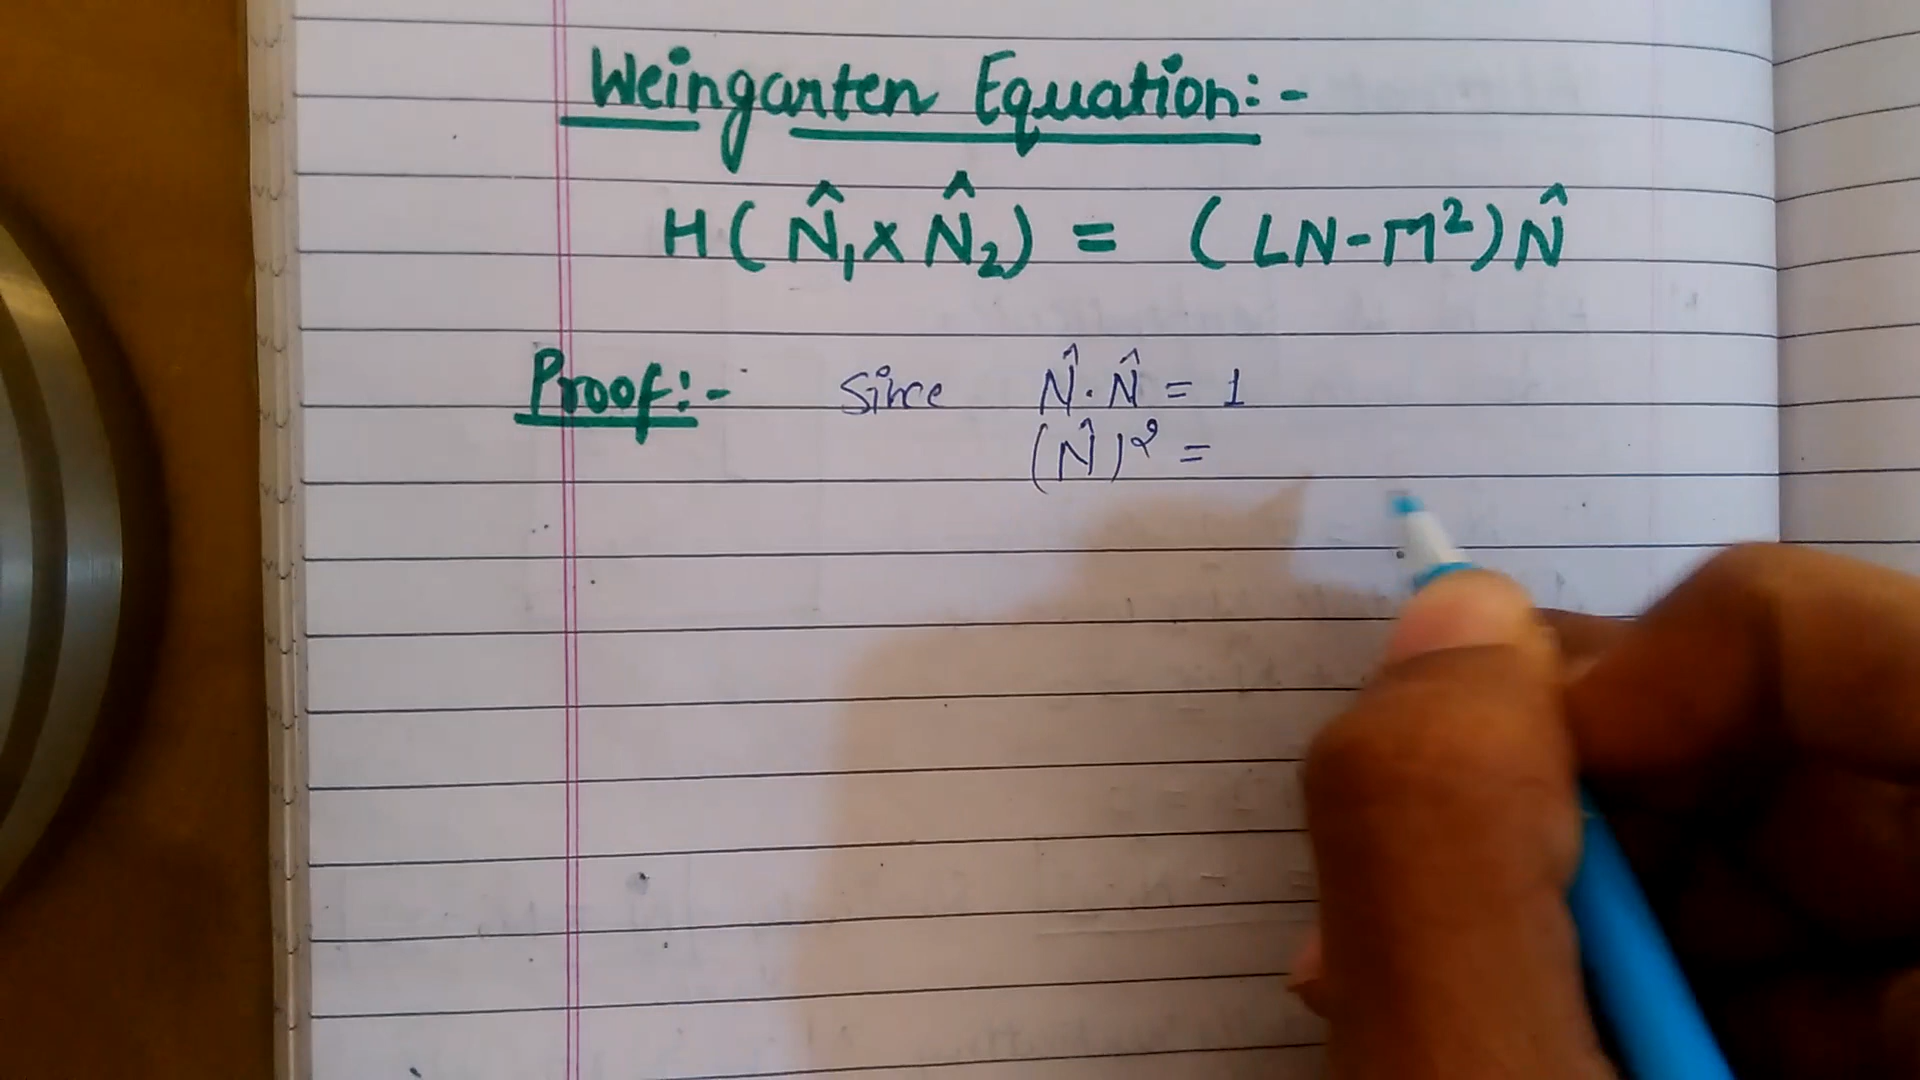 Weingarten Equation:-
H(N̂₁×N̂₂) = (LN-M²)N̂
Proof:- Since N̂·N̂ = 1
(N̂)² =